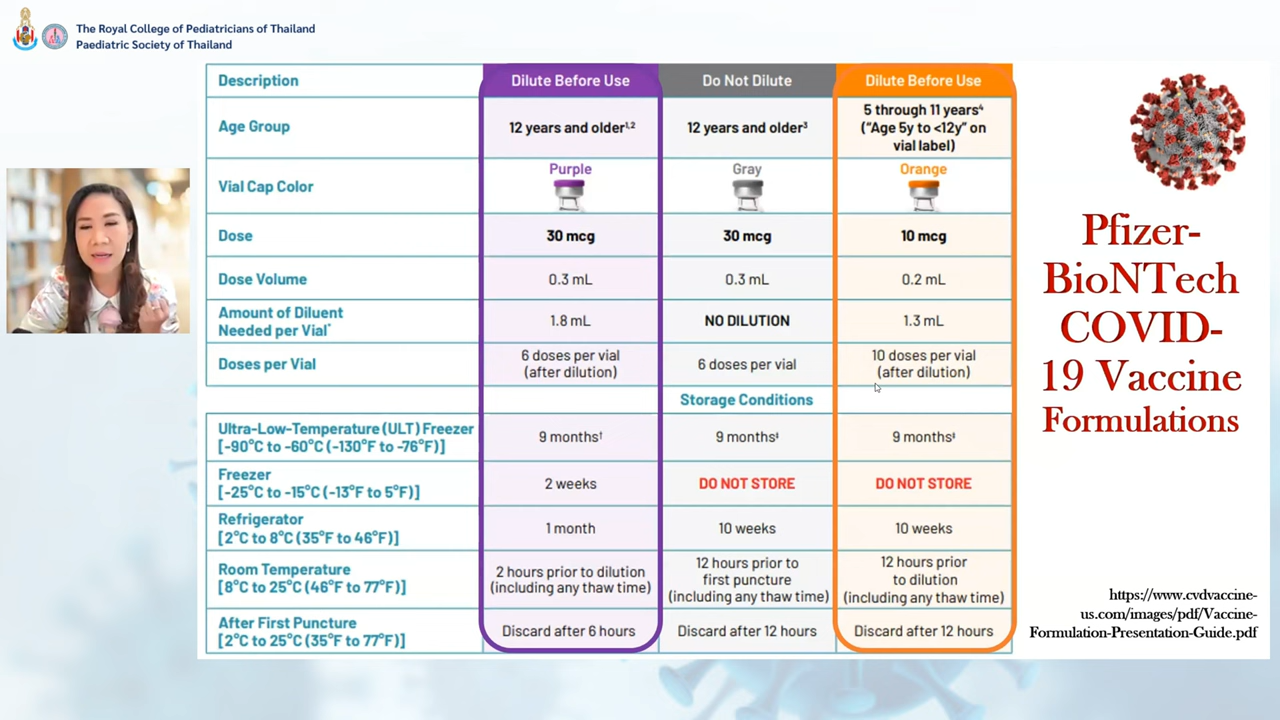 The Royal College of Pediatricians of Thailand
Paediatric Society of Thailand
Description
Dilute Before Use
Do Not Dilute
Dilute Before Use
Age Group
12 years and older¹,²
12 years and older³
5 through 11 years⁴
("Age 5y to <12y" on
vial label)
Vial Cap Color
Purple
Gray
Orange
Dose
30 mcg
30 mcg
10 mcg
Dose Volume
0.3 mL
0.3 mL
0.2 mL
Amount of Diluent
Needed per Vial*
1.8 mL
NO DILUTION
1.3 mL
Doses per Vial
6 doses per vial
(after dilution)
6 doses per vial
10 doses per vial
(after dilution)
Storage Conditions
Ultra-Low-Temperature (ULT) Freezer
[-90°C to -60°C (-130°F to -76°F)]
9 months†
9 months‡
9 months‡
Freezer
[-25°C to -15°C (-13°F to 5°F)]
2 weeks
DO NOT STORE
DO NOT STORE
Refrigerator
[2°C to 8°C (35°F to 46°F)]
1 month
10 weeks
10 weeks
Room Temperature
[8°C to 25°C (46°F to 77°F)]
2 hours prior to dilution
(including any thaw time)
12 hours prior to
first puncture
(including any thaw time)
12 hours prior
to dilution
(including any thaw time)
After First Puncture
[2°C to 25°C (35°F to 77°F)]
Discard after 6 hours
Discard after 12 hours
Discard after 12 hours
Pfizer-
BioNTech
COVID-
19 Vaccine
Formulations
https://www.cvdvaccine-
us.com/images/pdf/Vaccine-
Formulation-Presentation-Guide.pdf